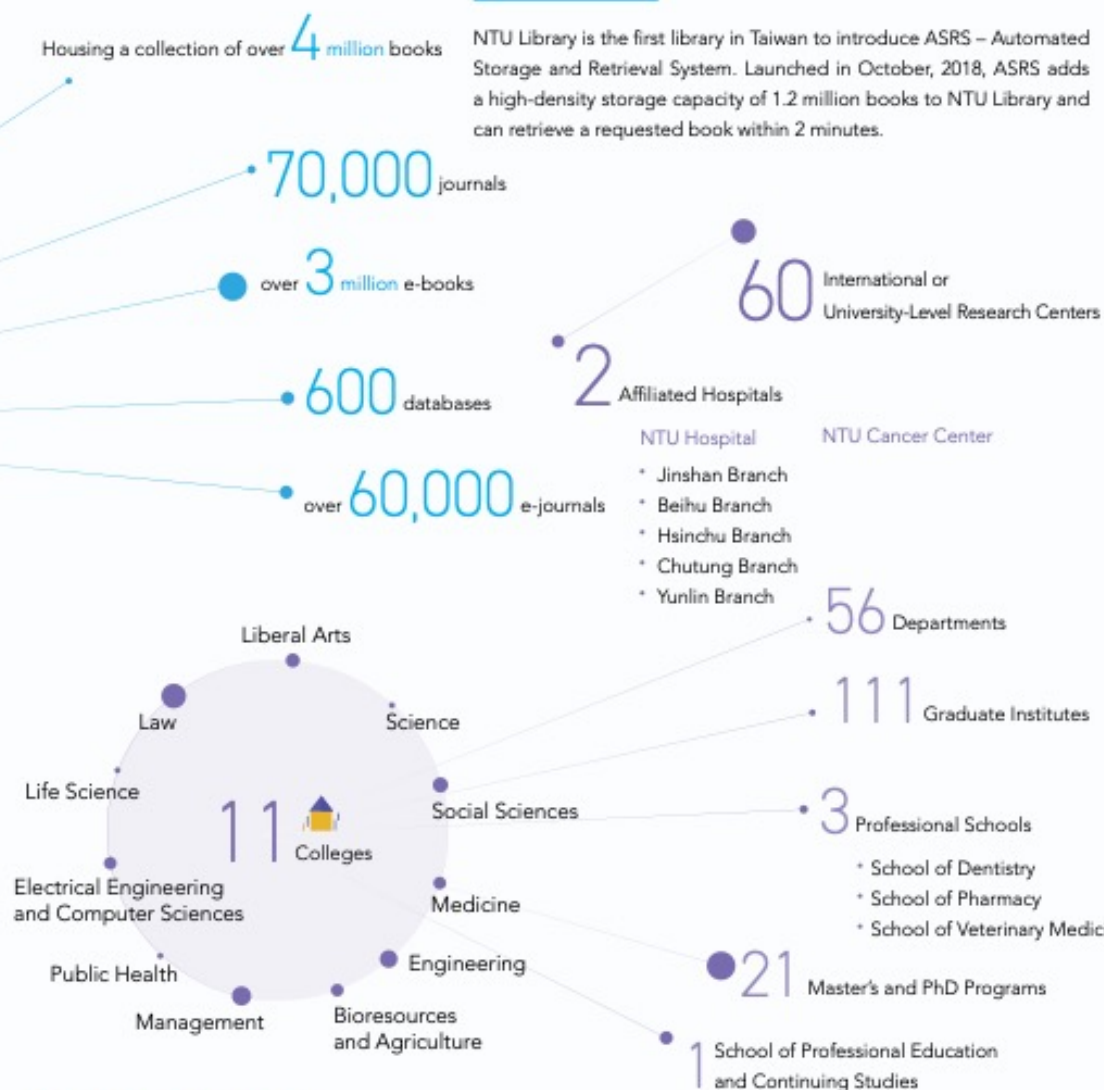 Housing a collection of over 4 million books
NTU Library is the first library in Taiwan to introduce ASRS – Automated
Storage and Retrieval System. Launched in October, 2018, ASRS adds
a high-density storage capacity of 1.2 million books to NTU Library and
can retrieve a requested book within 2 minutes.
70,000 journals
over 3 million e-books
600 databases
over 60,000 e-journals
60 International or
University-Level Research Centers
2 Affiliated Hospitals
NTU Hospital
* Jinshan Branch
* Beihu Branch
* Hsinchu Branch
* Chutung Branch
* Yunlin Branch
NTU Cancer Center
11 Colleges
Liberal Arts
Science
Social Sciences
Medicine
Engineering
Bioresources
and Agriculture
Management
Public Health
Electrical Engineering
and Computer Sciences
Life Science
Law
56 Departments
111 Graduate Institutes
3 Professional Schools
* School of Dentistry
* School of Pharmacy
* School of Veterinary Medic
21 Master's and PhD Programs
1 School of Professional Education
and Continuing Studies